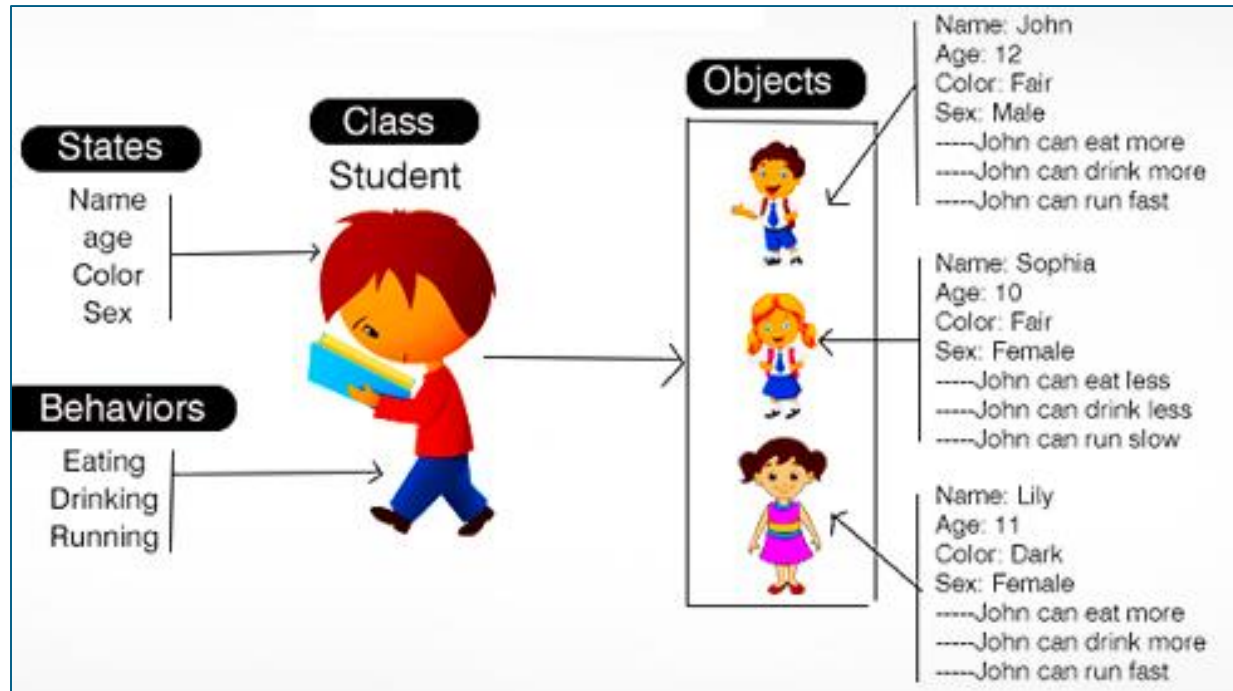 States
Name
age
Color
Sex
Behaviors
Eating
Drinking
Running
Class
Student
Objects
Name: John
Age: 12
Color: Fair
Sex: Male
-----John can eat more
-----John can drink more
-----John can run fast
Name: Sophia
Age: 10
Color: Fair
Sex: Female
-----John can eat less
-----John can drink less
-----John can run slow
Name: Lily
Age: 11
Color: Dark
Sex: Female
-----John can eat more
-----John can drink more
-----John can run fast